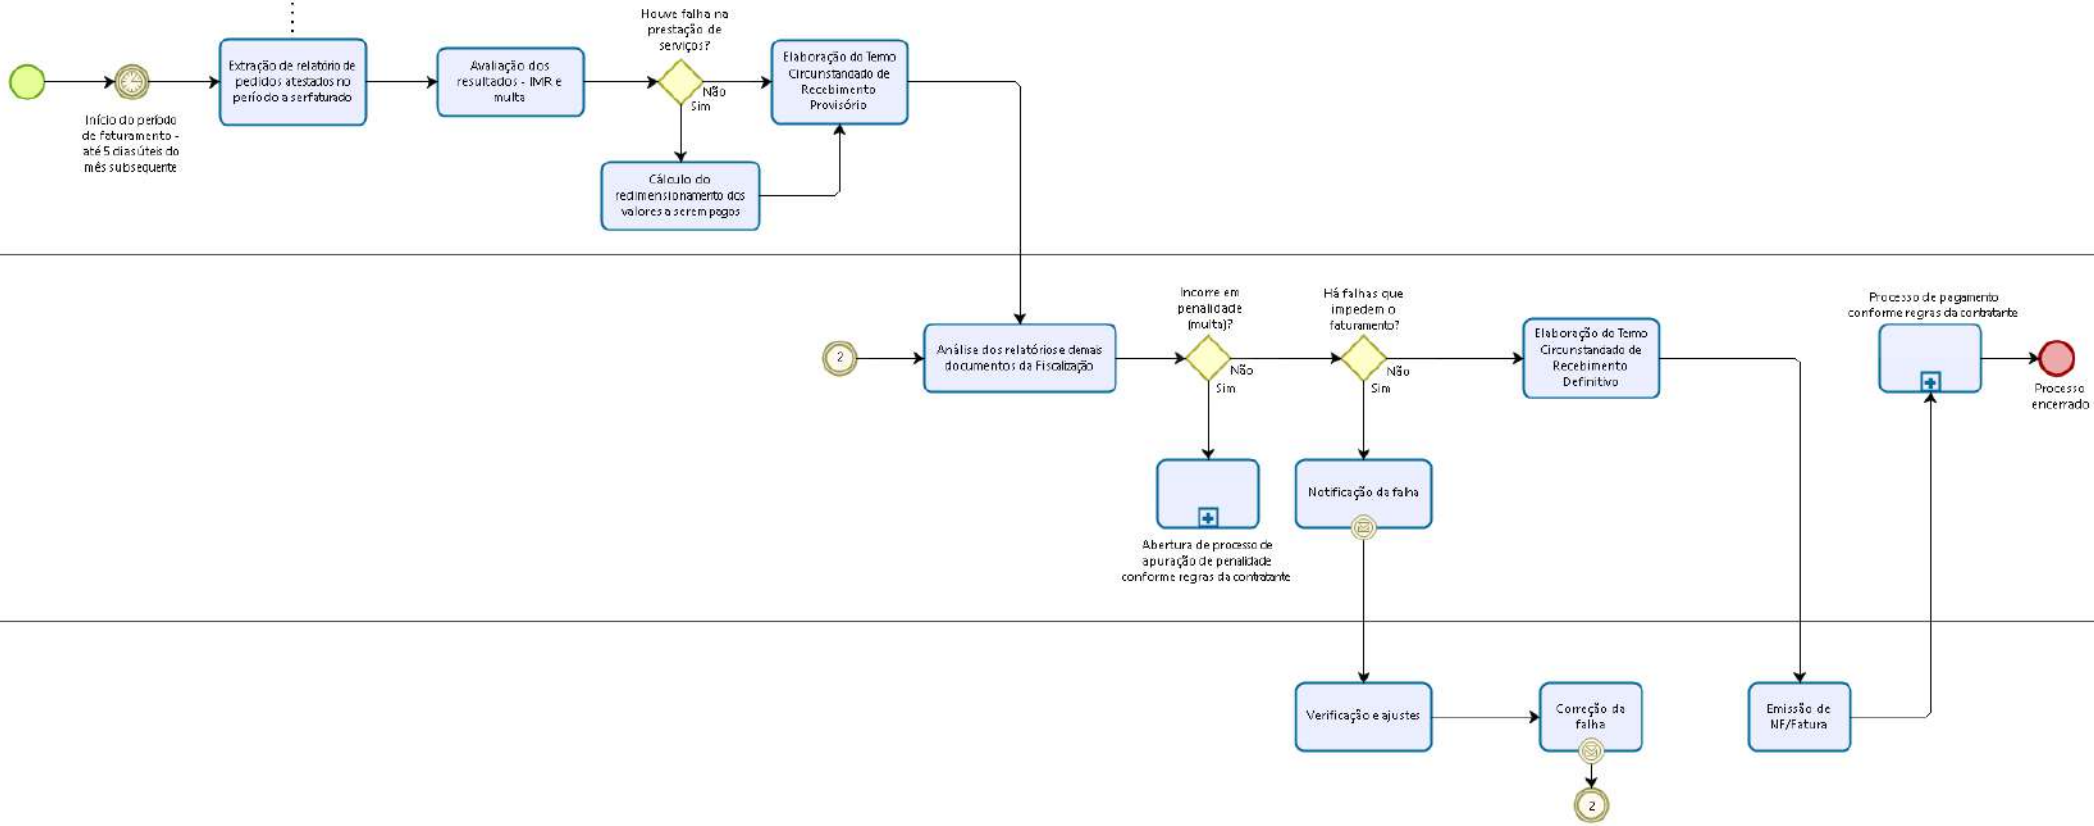 Houve falha na
prestação de
serviços?
Extração de relatório de
pedidos atestados no
período a ser faturado
Avaliação dos
resultados - IMR e
multa
Não
Sim
Elaboração do Termo
Circunstandado de
Recebimento
Provisório
Início do período
de faturamento -
até 5 dias úteis do
mês subsequente
Cálculo do
redimensionamento dos
valores a serem pagos
2
Análise dos relatórios e demais
documentos da Fiscalização
Incorre em
penalidade
(multa)?
Não
Sim
Há falhas que
impedem o
faturamento?
Não
Sim
Elaboração do Termo
Circunstandado de
Recebimento
Definitivo
Processo de pagamento
conforme regras da contratante
Processo
encerrado
Abertura de processo de
apuração de penalidade
conforme regras da contratante
Notificação da falha
Verificação e ajustes
Correção da
falha
2
Emissão de
NF/Fatura